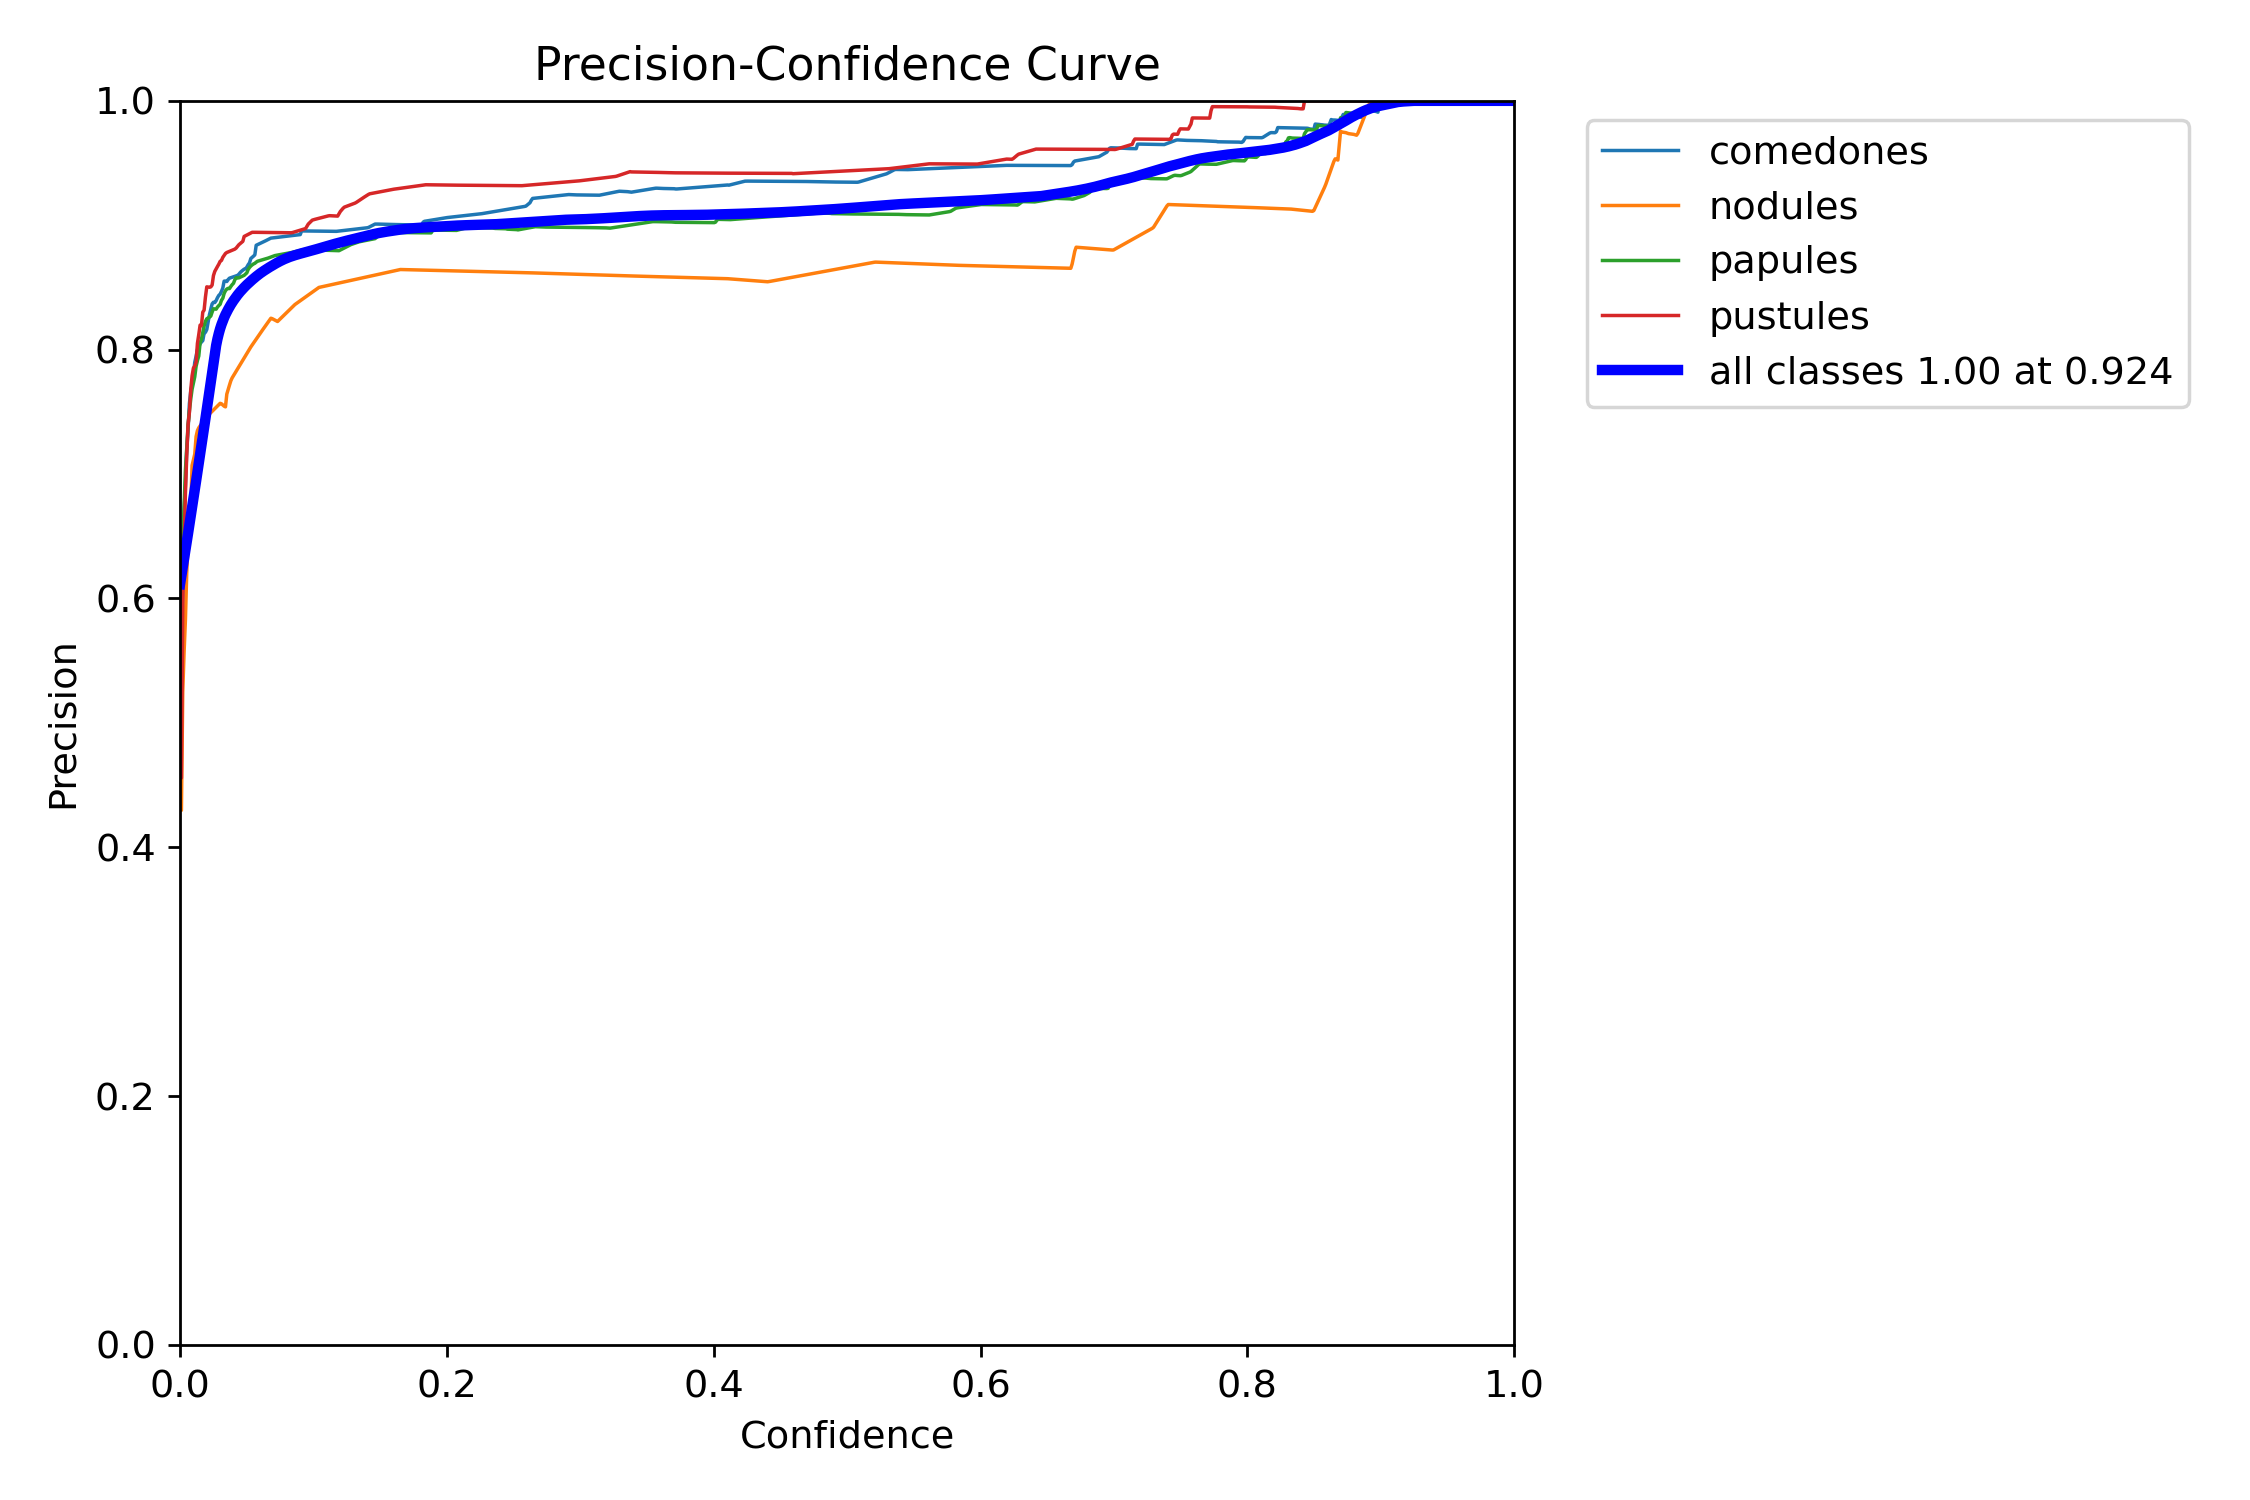 Precision-Confidence Curve
1.0
0.8
0.6
0.4
0.2
0.0
Precision
0.0 0.2 0.4 0.6 0.8 1.0
Confidence
comedones
nodules
papules
pustules
all classes 1.00 at 0.924